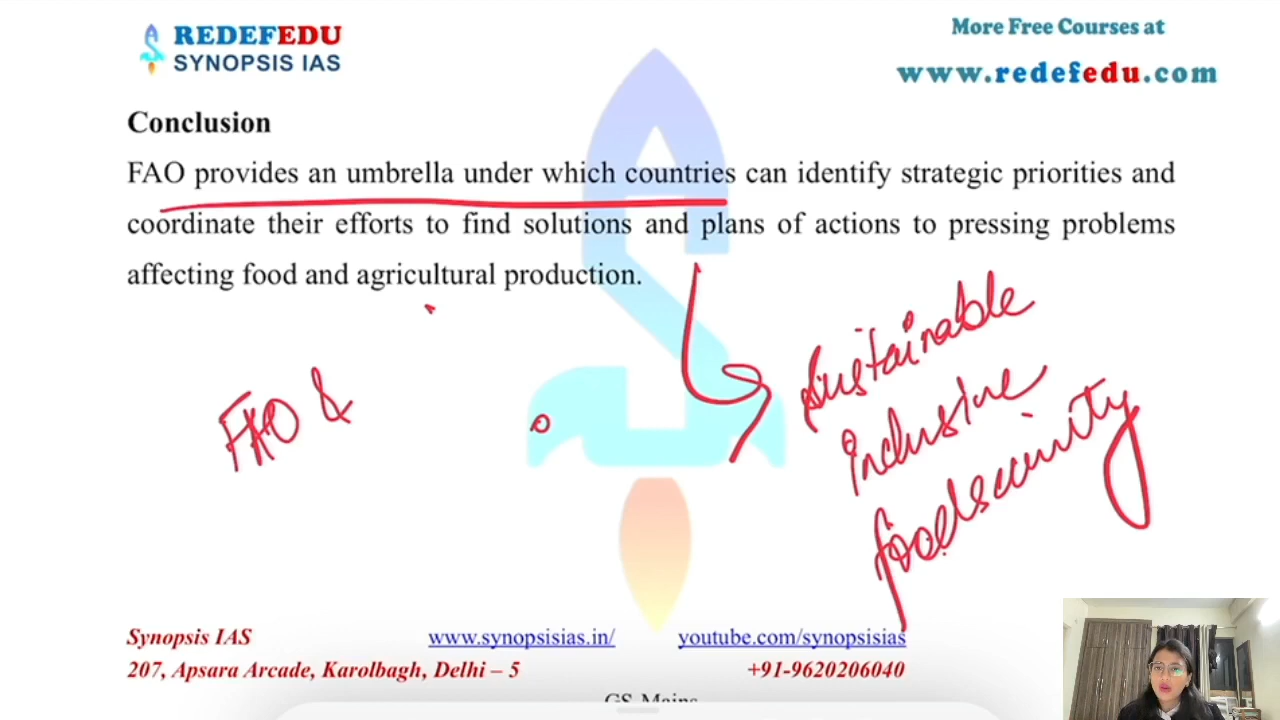 REDEFEDU
SYNOPSIS IAS
More Free Courses at
www.redefedu.com
Conclusion
FAO provides an umbrella under which countries can identify strategic priorities and
coordinate their efforts to find solutions and plans of actions to pressing problems
affecting food and agricultural production.
FAO &
Sustainable
Inclusive
food security
Synopsis IAS
www.synopsisias.in/
youtube.com/synopsisias
207, Apsara Arcade, Karolbagh, Delhi – 5
+91-9620206040
GS Mains